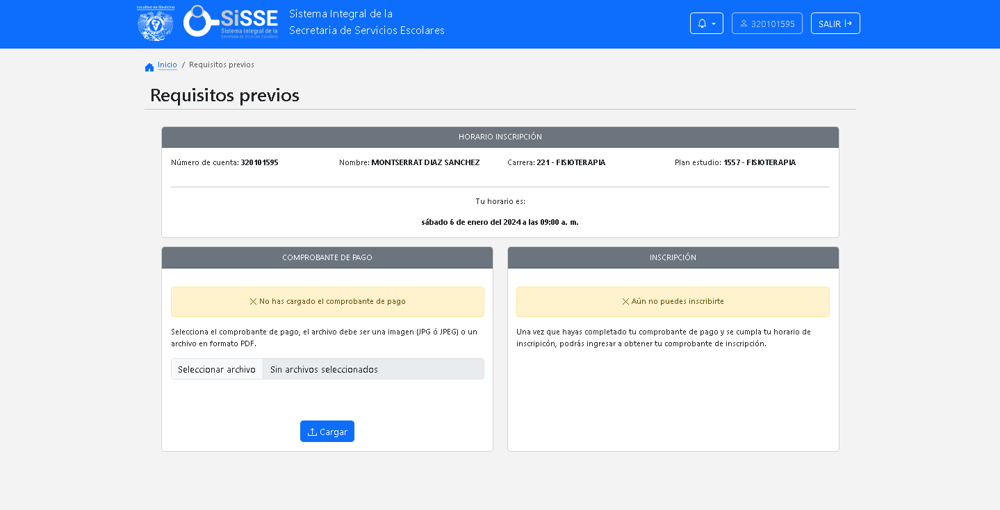 Facultad de Medicina
SiSSE
Sistema Integral de la
Secretaría de Servicios Escolares
Sistema Integral de la
Secretaria de Servicios Escolares
320101595
SALIR
Inicio / Requisitos previos
Requisitos previos
HORARIO INSCRIPCIÓN
Número de cuenta: 320101595 Nombre: MONTSERRAT DIAZ SANCHEZ Carrera: 221 - FISIOTERAPIA Plan estudio: 1557 - FISIOTERAPIA
Tu horario es:
sábado 6 de enero del 2024 a las 09:00 a. m.
COMPROBANTE DE PAGO
No has cargado el comprobante de pago
Selecciona el comprobante de pago, el archivo debe ser una imagen (JPG ó JPEG) o un
archivo en formato PDF.
Seleccionar archivo Sin archivos seleccionados
Cargar
INSCRIPCIÓN
Aún no puedes inscribirte
Una vez que hayas completado tu comprobante de pago y se cumpla tu horario de
inscripicón, podrás ingresar a obtener tu comprobante de inscripción.